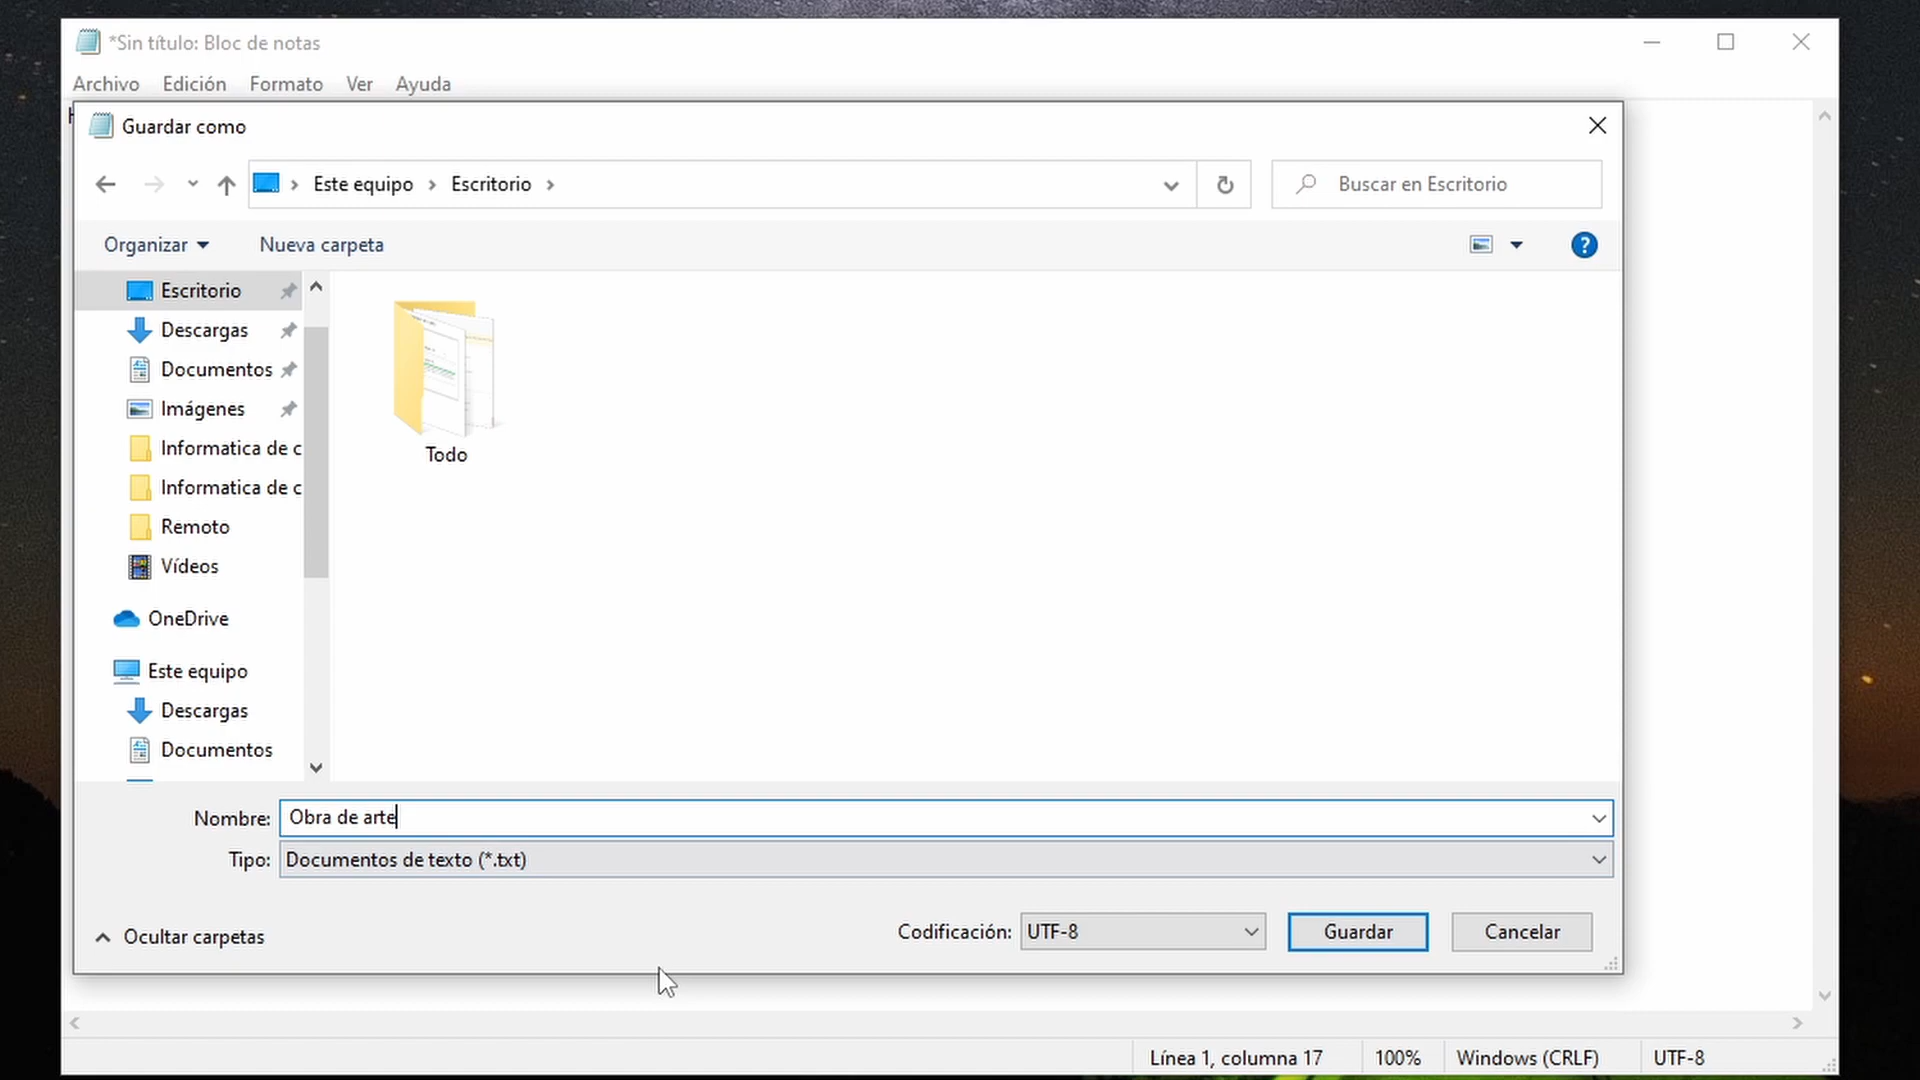 *Sin título: Bloc de notas
Archivo Edición Formato Ver Ayuda
Guardar como
Este equipo Escritorio
Buscar en Escritorio
Organizar Nueva carpeta
Escritorio
Descargas
Documentos
Imágenes
Informatica de c
Informatica de c
Remoto
Vídeos
OneDrive
Este equipo
Descargas
Documentos
Todo
Nombre: Obra de arte
Tipo: Documentos de texto (*.txt)
Ocultar carpetas
Codificación: UTF-8 Guardar Cancelar
Línea 1, columna 17 100% Windows (CRLF) UTF-8